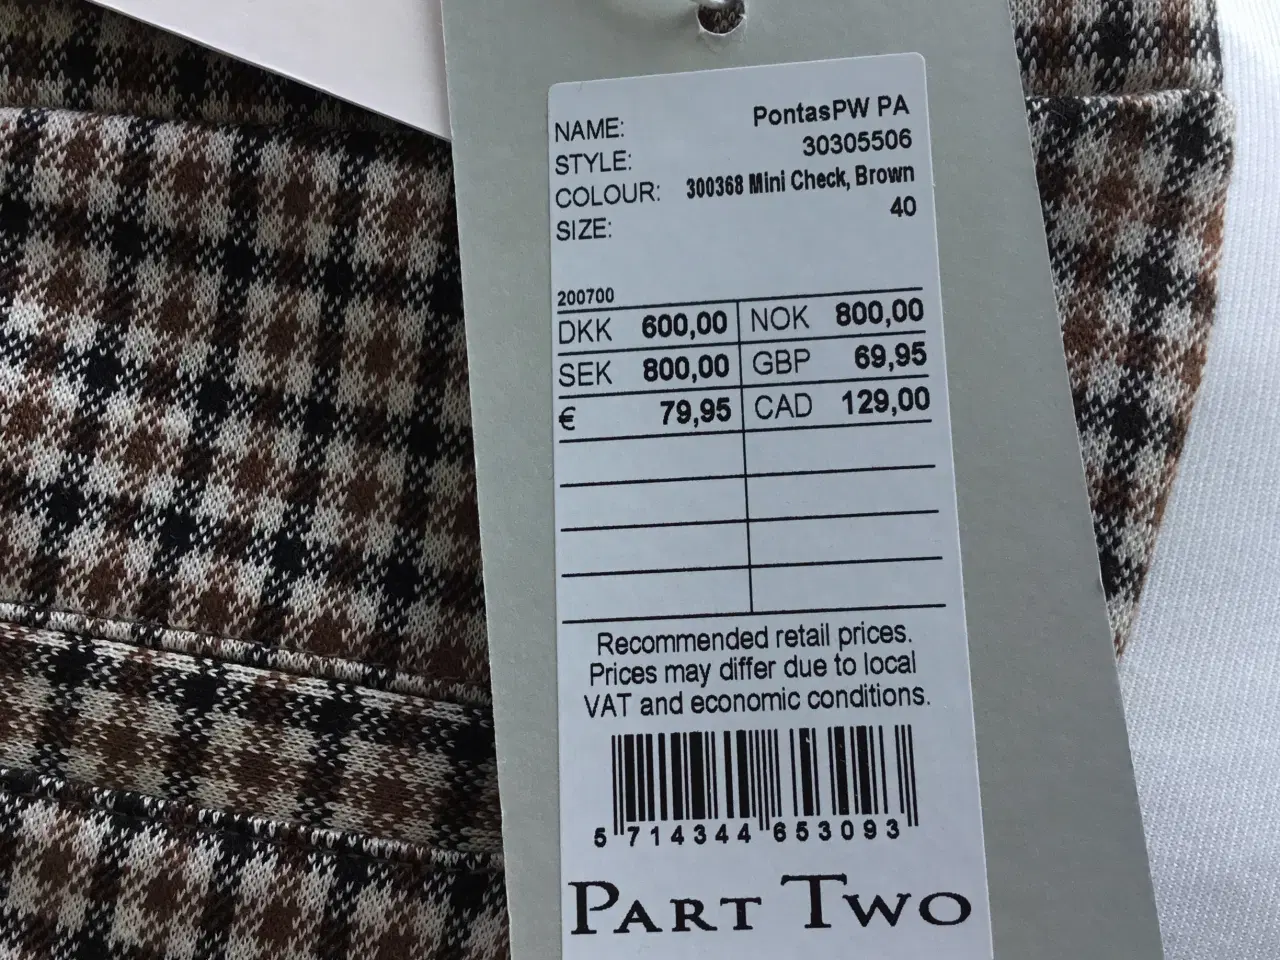 NAME: PontasPW PA
STYLE: 30305506
COLOUR: 300368 Mini Check, Brown
SIZE: 40
200700
DKK 600,00 NOK 800,00
SEK 800,00 GBP 69,95
€ 79,95 CAD 129,00
Recommended retail prices.
Prices may differ due to local
VAT and economic conditions.
5 714344 653093
PART TWO